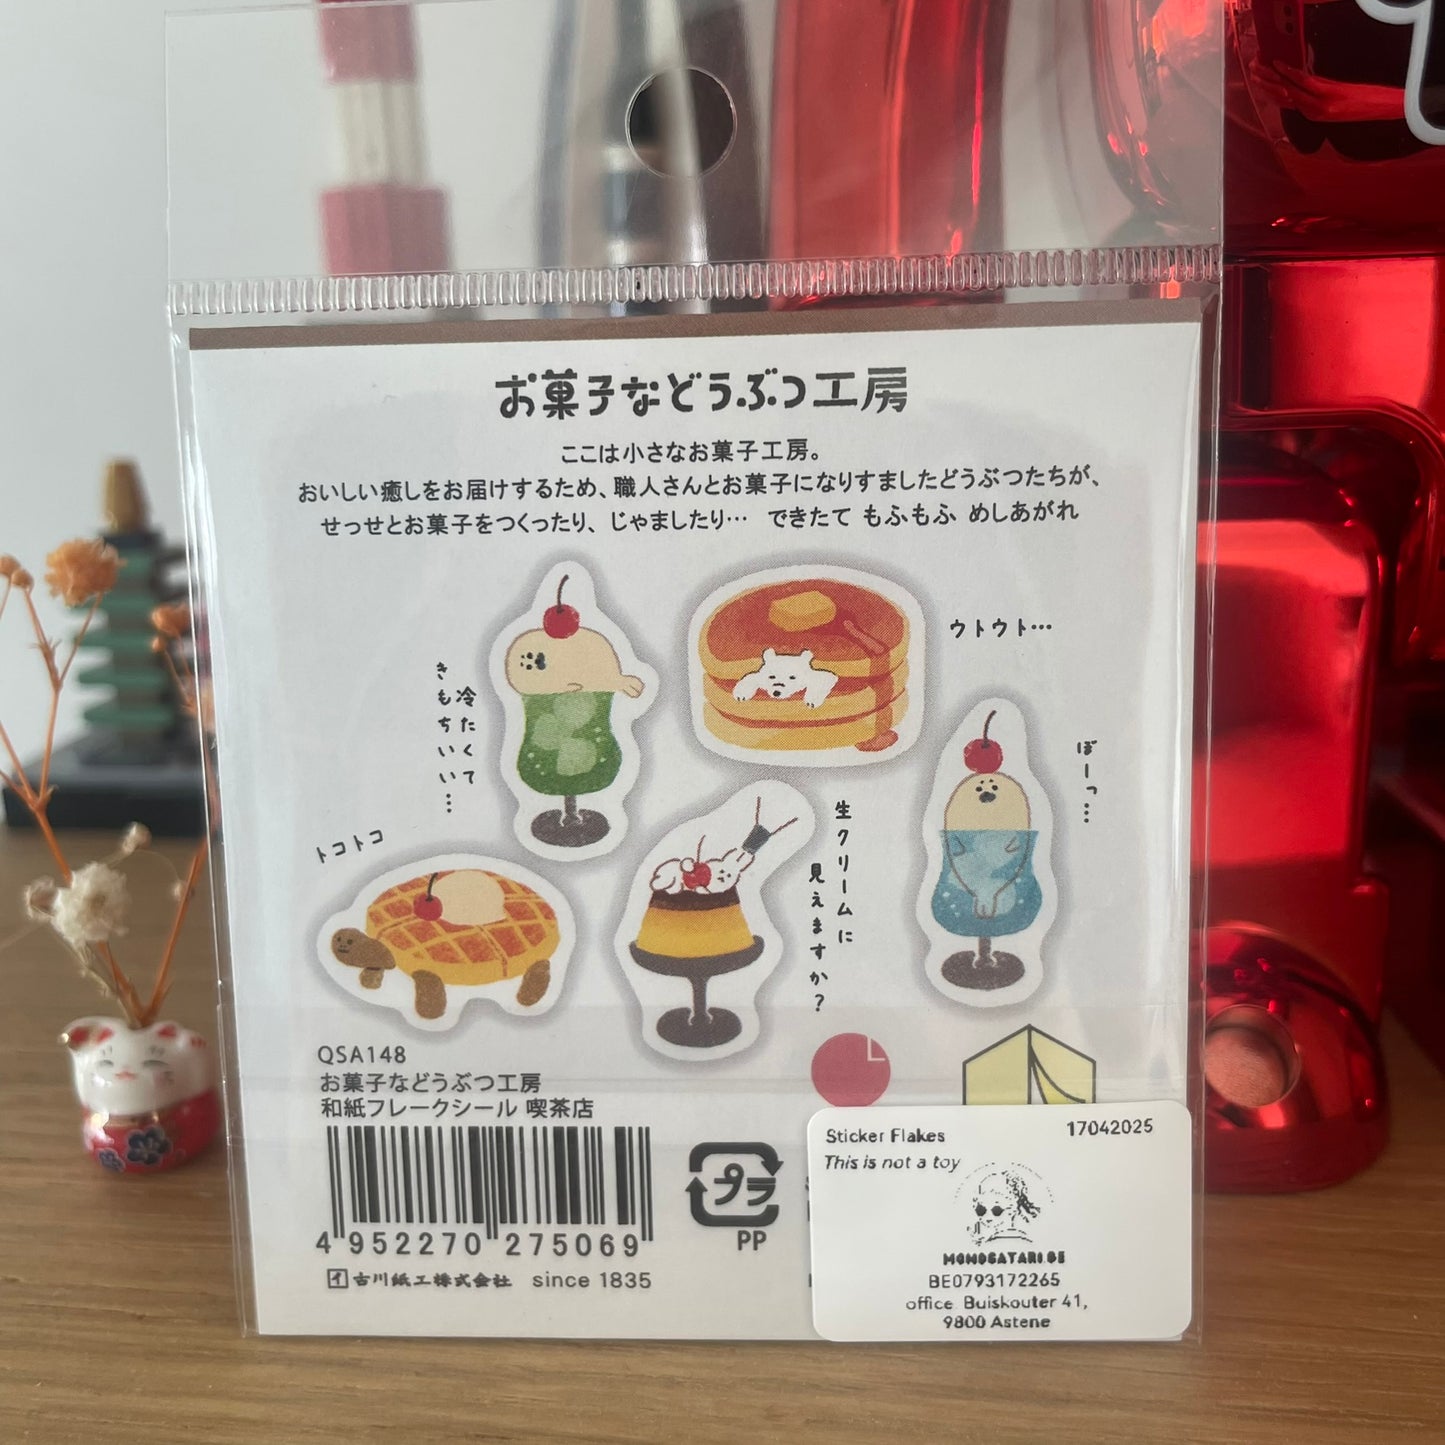 お菓子などうぶつ工房
ここは小さなお菓子工房。
おいしい癒しをお届けするため、職人さんとお菓子になりすましたどうぶつたちが、
せっせとお菓子をつくったり、じゃましたり… できたて もふもふ めしあがれ
冷たくて
きもちいい…
ウトウト…
ぼーっ…
トコトコ
生クリームに
見えますか？
QSA148
お菓子などうぶつ工房
和紙フレークシール 喫茶店
4 952270 275069
プラ
PP
古川紙工株式会社 since 1835
Sticker Flakes 17042025
This is not a toy
MONOGATARI.BE
BE0793172265
office: Buiskouter 41,
9800 Astene